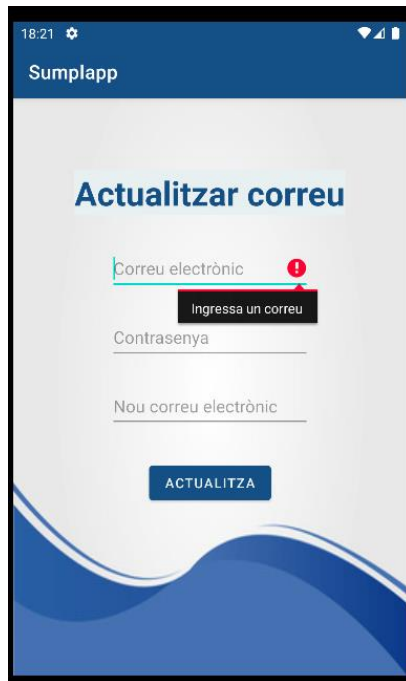 18:21
Sumplapp
Actualitzar correu
Correu electrònic
Ingressa un correu
Contrasenya
Nou correu electrònic
ACTUALITZA